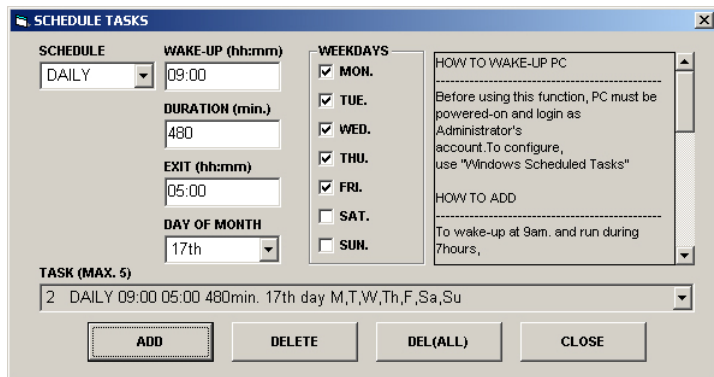 SCHEDULE TASKS
SCHEDULE
DAILY
WAKE-UP (hh:mm)
09:00
DURATION (min.)
480
EXIT (hh:mm)
05:00
DAY OF MONTH
17th
WEEKDAYS
MON.
TUE.
WED.
THU.
FRI.
SAT.
SUN.
HOW TO WAKE-UP PC
----------------------------------------------------
Before using this function, PC must be
powered-on and login as
Administrator's
account.To configure,
use "Windows Scheduled Tasks"
HOW TO ADD
----------------------------------------------------
To wake-up at 9am. and run during
7hours,
TASK (MAX. 5)
2 DAILY 09:00 05:00 480min. 17th day M,T,W,Th,F,Sa,Su
ADD
DELETE
DEL(ALL)
CLOSE